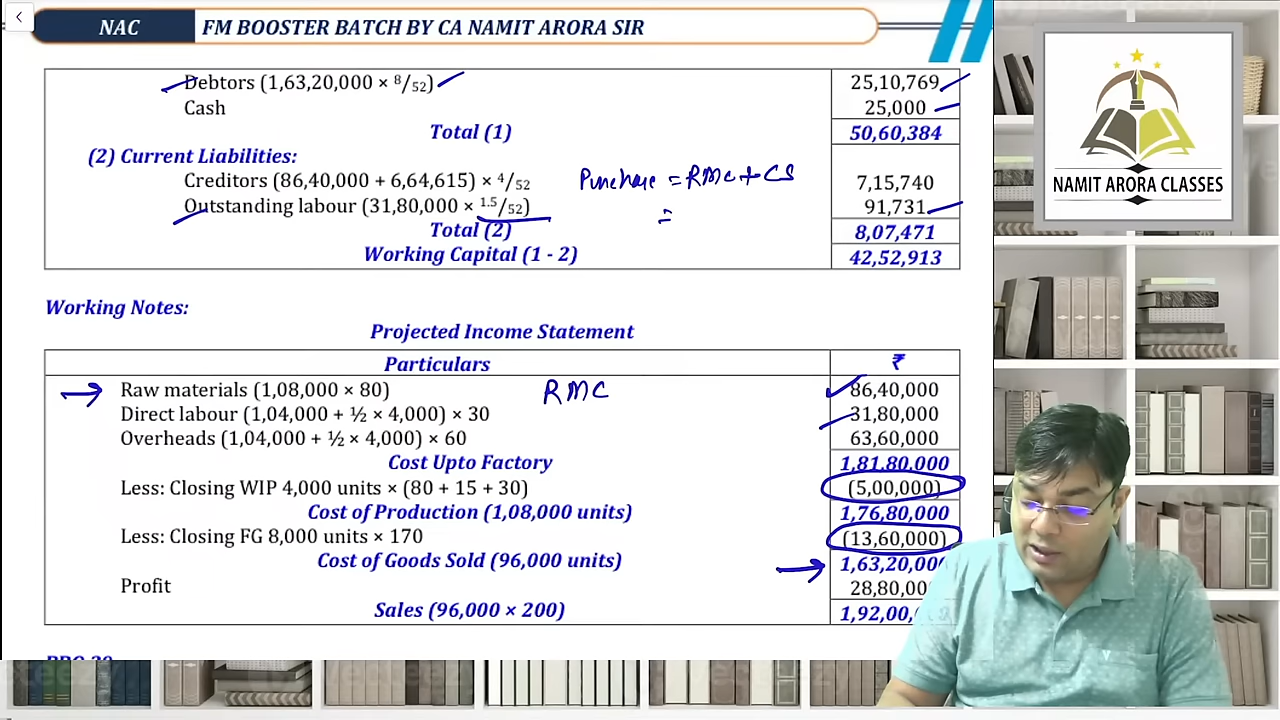 NAC FM BOOSTER BATCH BY CA NAMIT ARORA SIR
Debtors (1,63,20,000 × 8/52) 25,10,769
Cash 25,000
Total (1) 50,60,384
(2) Current Liabilities:
Creditors (86,40,000 + 6,64,615) × 4/52 7,15,740
Purchase = RMC + CS
Outstanding labour (31,80,000 × 1.5/52) 91,731
=
Total (2) 8,07,471
Working Capital (1 - 2) 42,52,913
Working Notes:
Projected Income Statement
Particulars ₹
Raw materials (1,08,000 × 80) RMC 86,40,000
Direct labour (1,04,000 + ½ × 4,000) × 30 31,80,000
Overheads (1,04,000 + ½ × 4,000) × 60 63,60,000
Cost Upto Factory 1,81,80,000
Less: Closing WIP 4,000 units × (80 + 15 + 30) (5,00,000)
Cost of Production (1,08,000 units) 1,76,80,000
Less: Closing FG 8,000 units × 170 (13,60,000)
Cost of Goods Sold (96,000 units) 1,63,20,000
Profit 28,80,00
Sales (96,000 × 200) 1,92,00,
NAMIT ARORA CLASSES